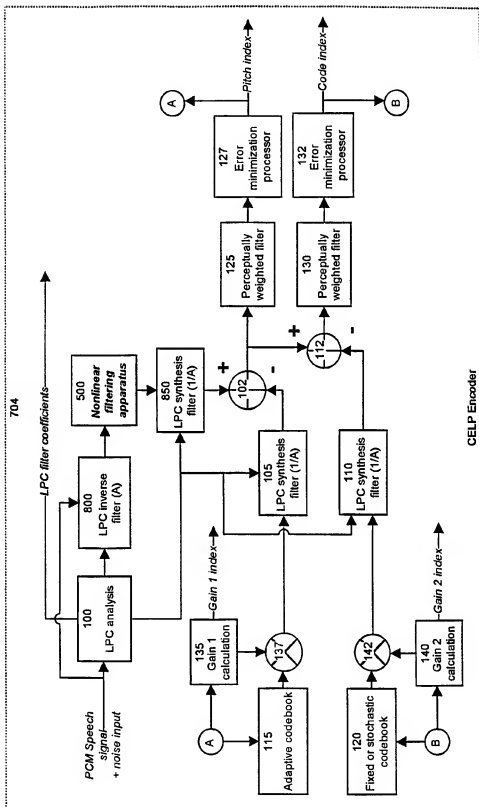 704
LPC filter coefficients
PCM Speech
signal
+ noise input
100
LPC analysis
800
LPC inverse
filter (A)
500
Nonlinear
filtering
apparatus
850
LPC synthesis
filter (1/A)
+
-
102
125
Perceptually
weighted filter
127
Error
minimization
processor
A
Pitch index
105
LPC synthesis
filter (1/A)
+
-
112
130
Perceptually
weighted filter
132
Error
minimization
processor
Code index
B
110
LPC synthesis
filter (1/A)
Gain 1 index
135
Gain 1
calculation
137
A
115
Adaptive codebook
142
120
Fixed or stochastic
codebook
140
Gain 2
calculation
Gain 2 index
B
CELP Encoder